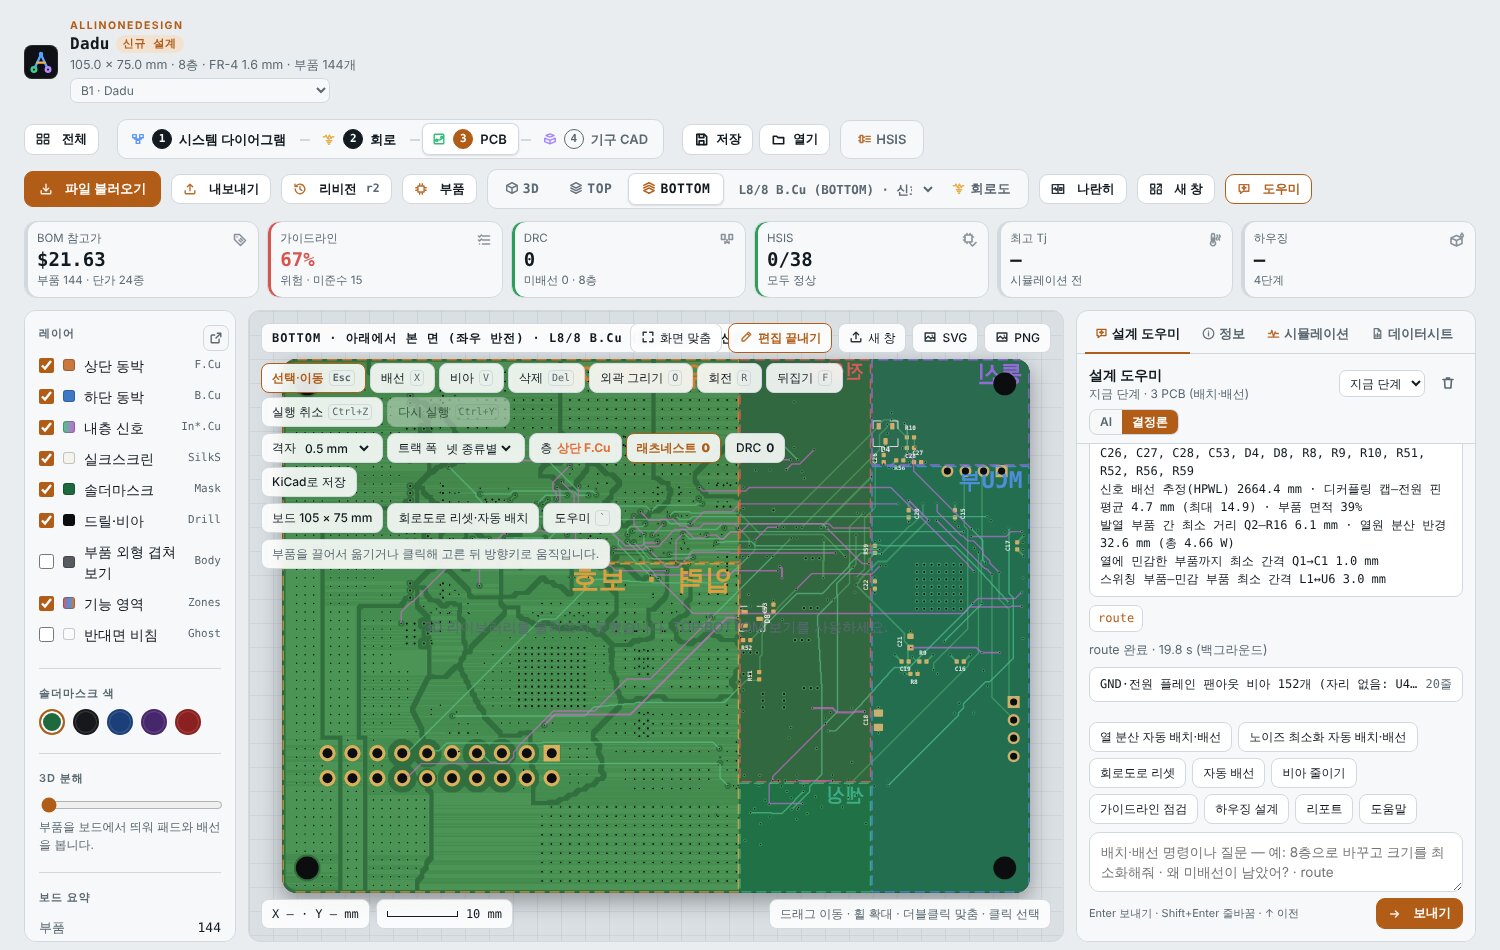 ALLINONEDESIGN
Dadu 신규 설계
105.0 × 75.0 mm · 8층 · FR-4 1.6 mm · 부품 144개
B1 · Dadu
전체
1 시스템 다이어그램
2 회로
3 PCB
4 기구 CAD
저장
열기
HSIS
파일 불러오기
내보내기
리비전 r2
부품
3D
TOP
BOTTOM
L8/8 B.Cu (BOTTOM) · 신
회로도
나란히
새 창
도우미
BOM 참고가
$21.63
부품 144 · 단가 24종
가이드라인
67%
위험 · 미준수 15
DRC
0
미배선 0 · 8층
HSIS
0/38
모두 정상
최고 Tj
—
시뮬레이션 전
하우징
—
4단계
레이어
상단 동박 F.Cu
하단 동박 B.Cu
내층 신호 In*.Cu
실크스크린 SilkS
솔더마스크 Mask
드릴·비아 Drill
부품 외형 겹쳐 보기 Body
기능 영역 Zones
반대면 비침 Ghost
솔더마스크 색
3D 분해
부품을 보드에서 띄워 패드와 배선
을 봅니다.
보드 요약
부품 144
BOTTOM · 아래에서 본 면 (좌우 반전) · L8/8 B.Cu
화면 맞춤
편집 끝내기
새 창
SVG
PNG
선택·이동 Esc
배선 X
비아 V
삭제 Del
외곽 그리기 O
회전 R
뒤집기 F
실행 취소 Ctrl+Z
다시 실행 Ctrl+Y
격자 0.5 mm
트랙 폭 넷 종류별
층 상단 F.Cu
래츠네스트 0
DRC 0
KiCad로 저장
보드 105 × 75 mm
회로도로 리셋·자동 배치
도우미 `
부품을 끌어서 옮기거나 클릭해 고른 뒤 방향키로 움직입니다.
통신
MCU부
입력 · 보호
센싱
R10
R56
C20
C15
C17
R53
C22
R52
R11
C21
R9
C19
R8
C16
C18
X — · Y — mm
10 mm
드래그 이동 · 휠 확대 · 더블클릭 맞춤 · 클릭 선택
설계 도우미
정보
시뮬레이션
데이터시트
설계 도우미
지금 단계 · 3 PCB (배치·배선)
지금 단계
AI
결정론
C26, C27, C28, C53, D4, D8, R8, R9, R10, R51,
R52, R56, R59
신호 배선 추정(HPWL) 2664.4 mm · 디커플링 캡—전원 핀
평균 4.7 mm (최대 14.9) · 부품 면적 39%
발열 부품 간 최소 거리 Q2—R16 6.1 mm · 열원 분산 반경
32.6 mm (총 4.66 W)
열에 민감한 부품까지 최소 간격 Q1→C1 1.0 mm
스위칭 부품—민감 부품 최소 간격 L1↔U6 3.0 mm
route
route 완료 · 19.8 s (백그라운드)
GND·전원 플레인 팬아웃 비아 152개 (자리 없음: U4… 20줄
열 분산 자동 배치·배선
노이즈 최소화 자동 배치·배선
회로도로 리셋
자동 배선
비아 줄이기
가이드라인 점검
하우징 설계
리포트
도움말
배치·배선 명령이나 질문 — 예: 8층으로 바꾸고 크기를 최
소화해줘 · 왜 미배선이 남았어? · route
Enter 보내기 · Shift+Enter 줄바꿈 · ↑ 이전
보내기